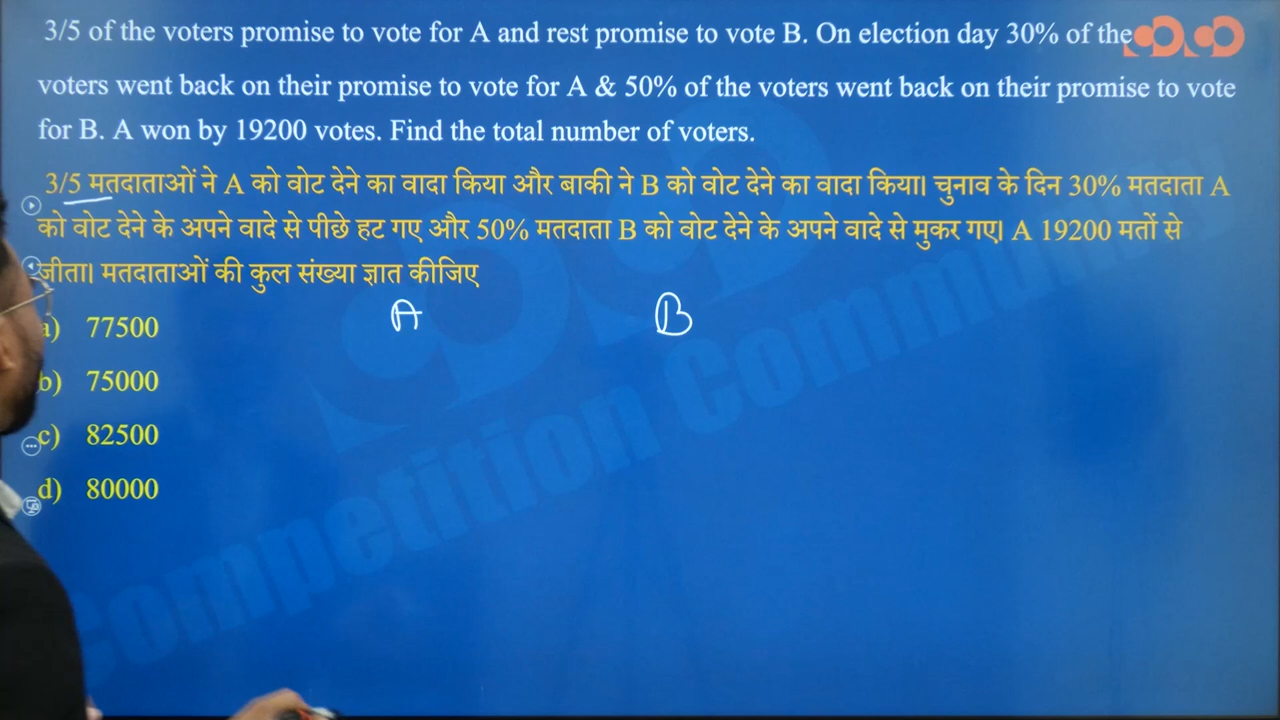 3/5 of the voters promise to vote for A and rest promise to vote B. On election day 30% of the
voters went back on their promise to vote for A & 50% of the voters went back on their promise to vote
for B. A won by 19200 votes. Find the total number of voters.
3/5 मतदाताओं ने A को वोट देने का वादा किया और बाकी ने B को वोट देने का वादा किया। चुनाव के दिन 30% मतदाता A
को वोट देने के अपने वादे से पीछे हट गए और 50% मतदाता B को वोट देने के अपने वादे से मुकर गए। A 19200 मतों से
जीता। मतदाताओं की कुल संख्या ज्ञात कीजिए
A B
a) 77500
b) 75000
c) 82500
d) 80000
Competition Community